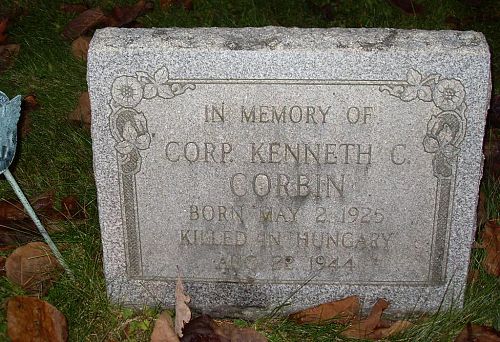 IN MEMORY OF
CORP. KENNETH C.
CORBIN
BORN MAY 2, 1925
KILLED IN HUNGARY
AUG. 22 1944